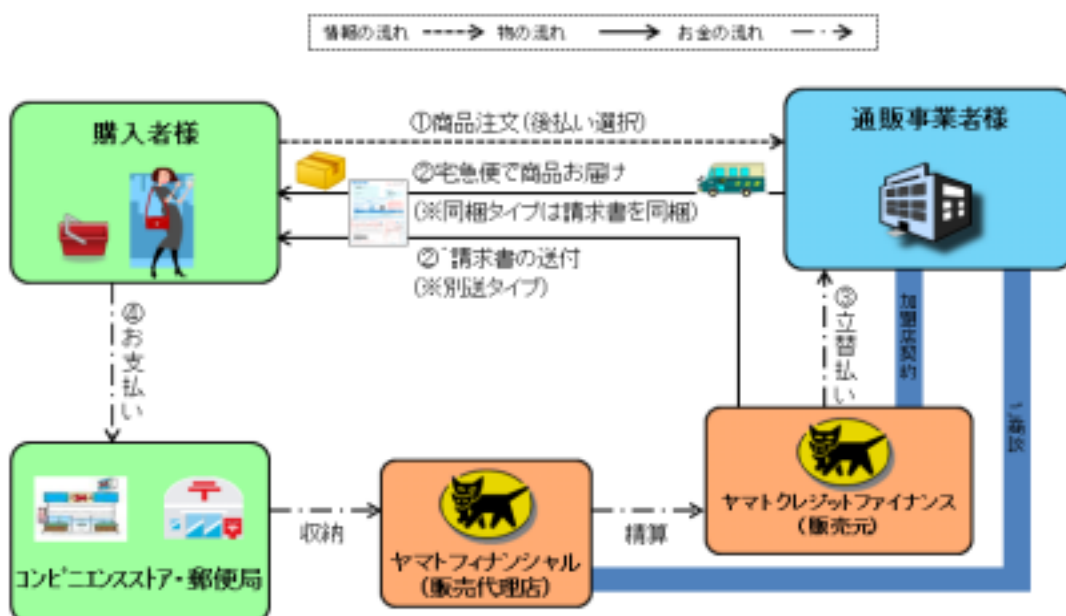 情報の流れ 物の流れ お金の流れ
購入者様
通販事業者様
①商品注文(後払い選択)
②宅急便で商品お届け
(※同梱タイプは請求書を同梱)
②´請求書の送付
(※別送タイプ)
③立替払い
加盟店契約
ご商談
④お支払い
コンビニエンスストア・郵便局
収納
ヤマトフィナンシャル
(販売代理店)
精算
ヤマトクレジットファイナンス
(販売元)